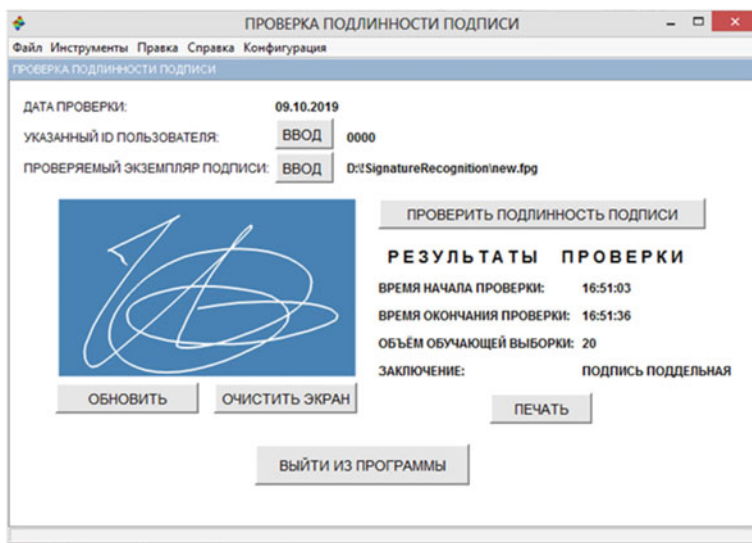 ПРОВЕРКА ПОДЛИННОСТИ ПОДПИСИ
Файл Инструменты Правка Справка Конфигурация
ПРОВЕРКА ПОДЛИННОСТИ ПОДПИСИ
ДАТА ПРОВЕРКИ: 09.10.2019
УКАЗАННЫЙ ID ПОЛЬЗОВАТЕЛЯ: ВВОД 0000
ПРОВЕРЯЕМЫЙ ЭКЗЕМПЛЯР ПОДПИСИ: ВВОД D:\!SignatureRecognition\new.fpg
ПРОВЕРИТЬ ПОДЛИННОСТЬ ПОДПИСИ
РЕЗУЛЬТАТЫ ПРОВЕРКИ
ВРЕМЯ НАЧАЛА ПРОВЕРКИ: 16:51:03
ВРЕМЯ ОКОНЧАНИЯ ПРОВЕРКИ: 16:51:36
ОБЪЁМ ОБУЧАЮЩЕЙ ВЫБОРКИ: 20
ЗАКЛЮЧЕНИЕ: ПОДПИСЬ ПОДДЕЛЬНАЯ
ОБНОВИТЬ ОЧИСТИТЬ ЭКРАН ПЕЧАТЬ
ВЫЙТИ ИЗ ПРОГРАММЫ